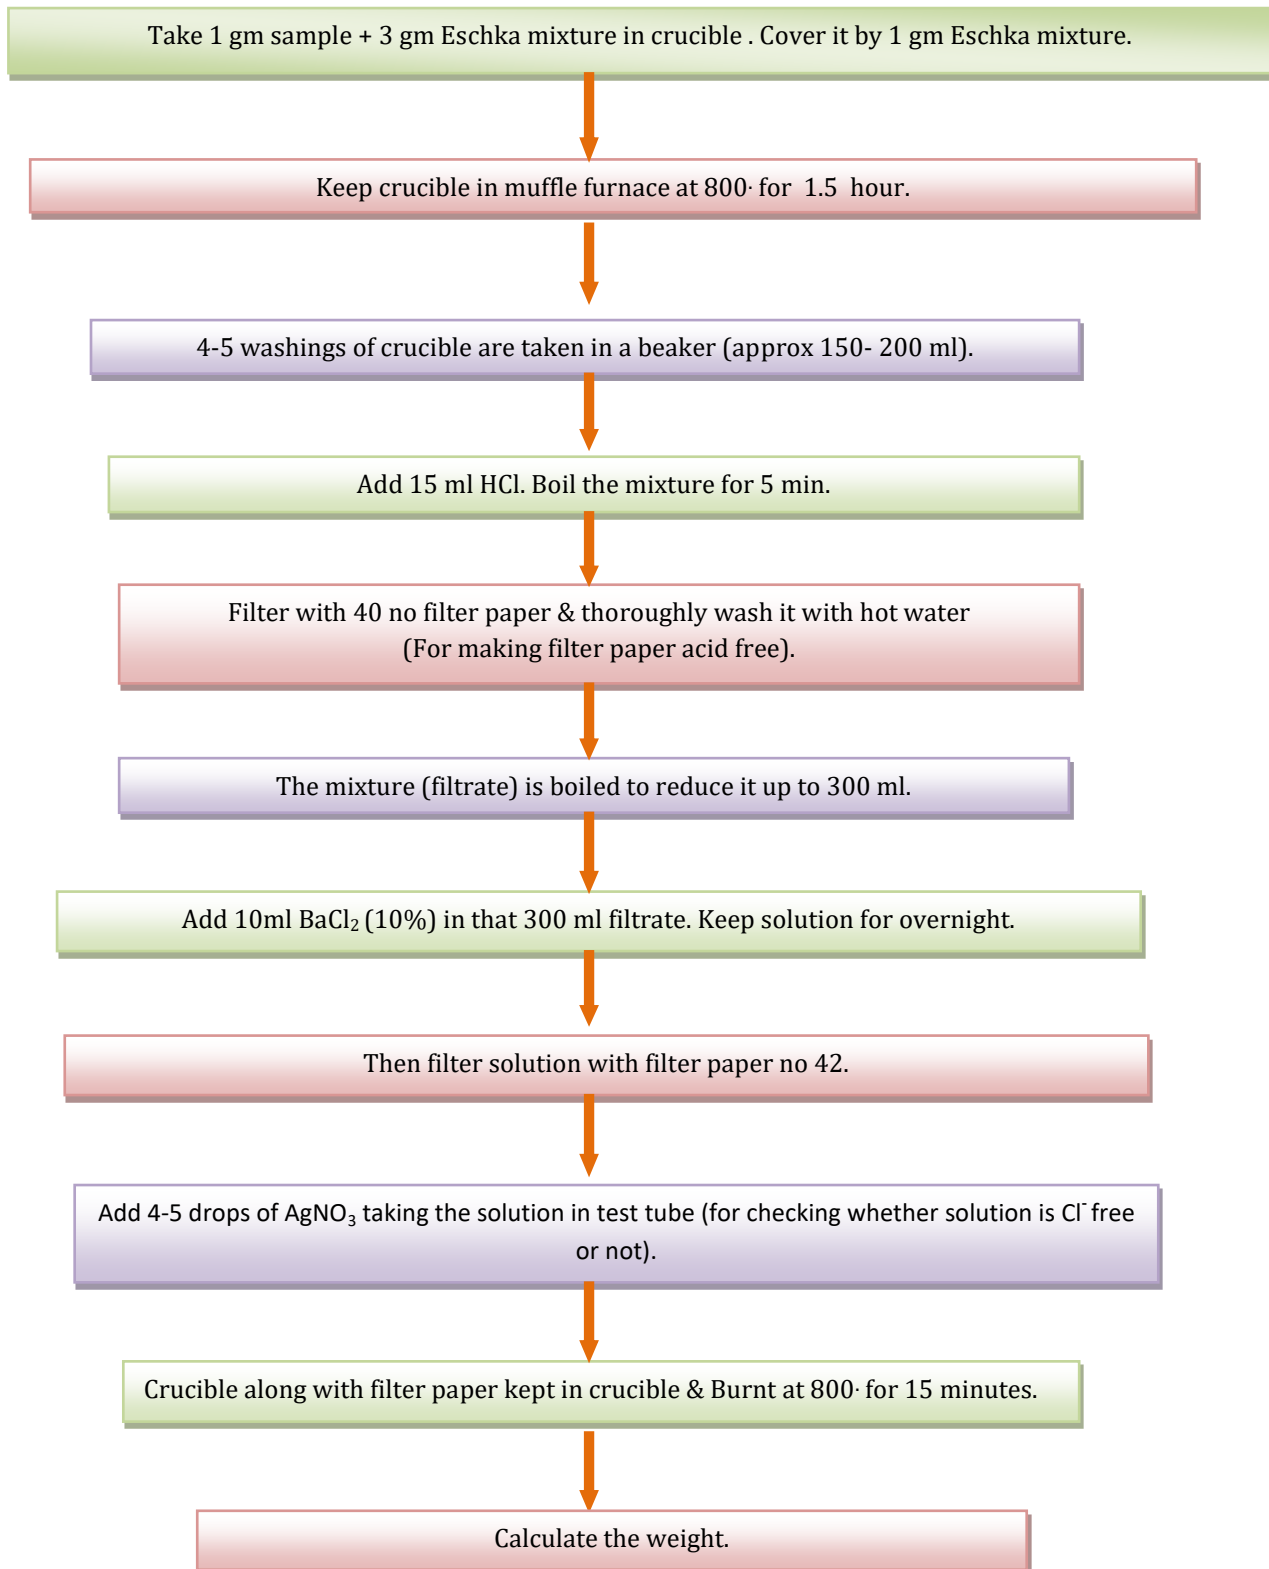 Take 1 gm sample + 3 gm Eschka mixture in crucible . Cover it by 1 gm Eschka mixture.
Keep crucible in muffle furnace at 800· for 1.5 hour.
4-5 washings of crucible are taken in a beaker (approx 150- 200 ml).
Add 15 ml HCl. Boil the mixture for 5 min.
Filter with 40 no filter paper & thoroughly wash it with hot water
(For making filter paper acid free).
The mixture (filtrate) is boiled to reduce it up to 300 ml.
Add 10ml BaCl₂ (10%) in that 300 ml filtrate. Keep solution for overnight.
Then filter solution with filter paper no 42.
Add 4-5 drops of AgNO₃ taking the solution in test tube (for checking whether solution is Cl⁻ free
or not).
Crucible along with filter paper kept in crucible & Burnt at 800· for 15 minutes.
Calculate the weight.